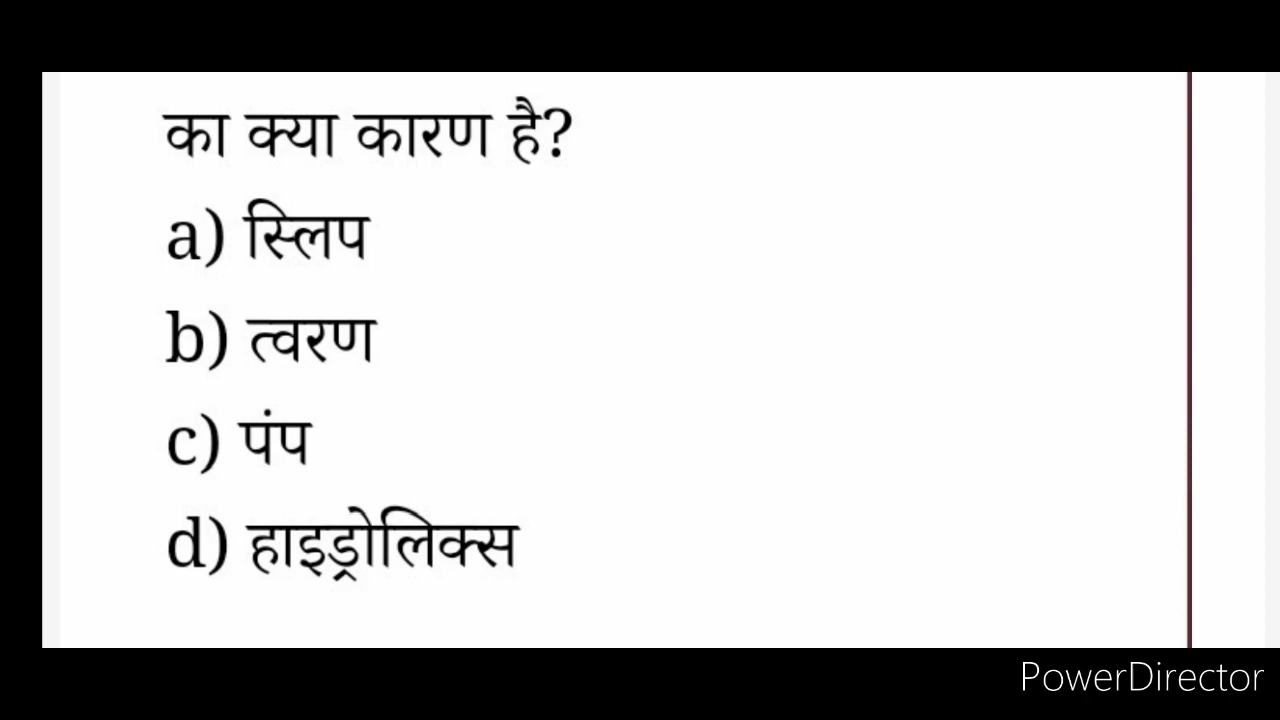 का क्या कारण है?
a) स्लिप
b) त्वरण
c) पंप
d) हाइड्रोलिक्स
PowerDirector